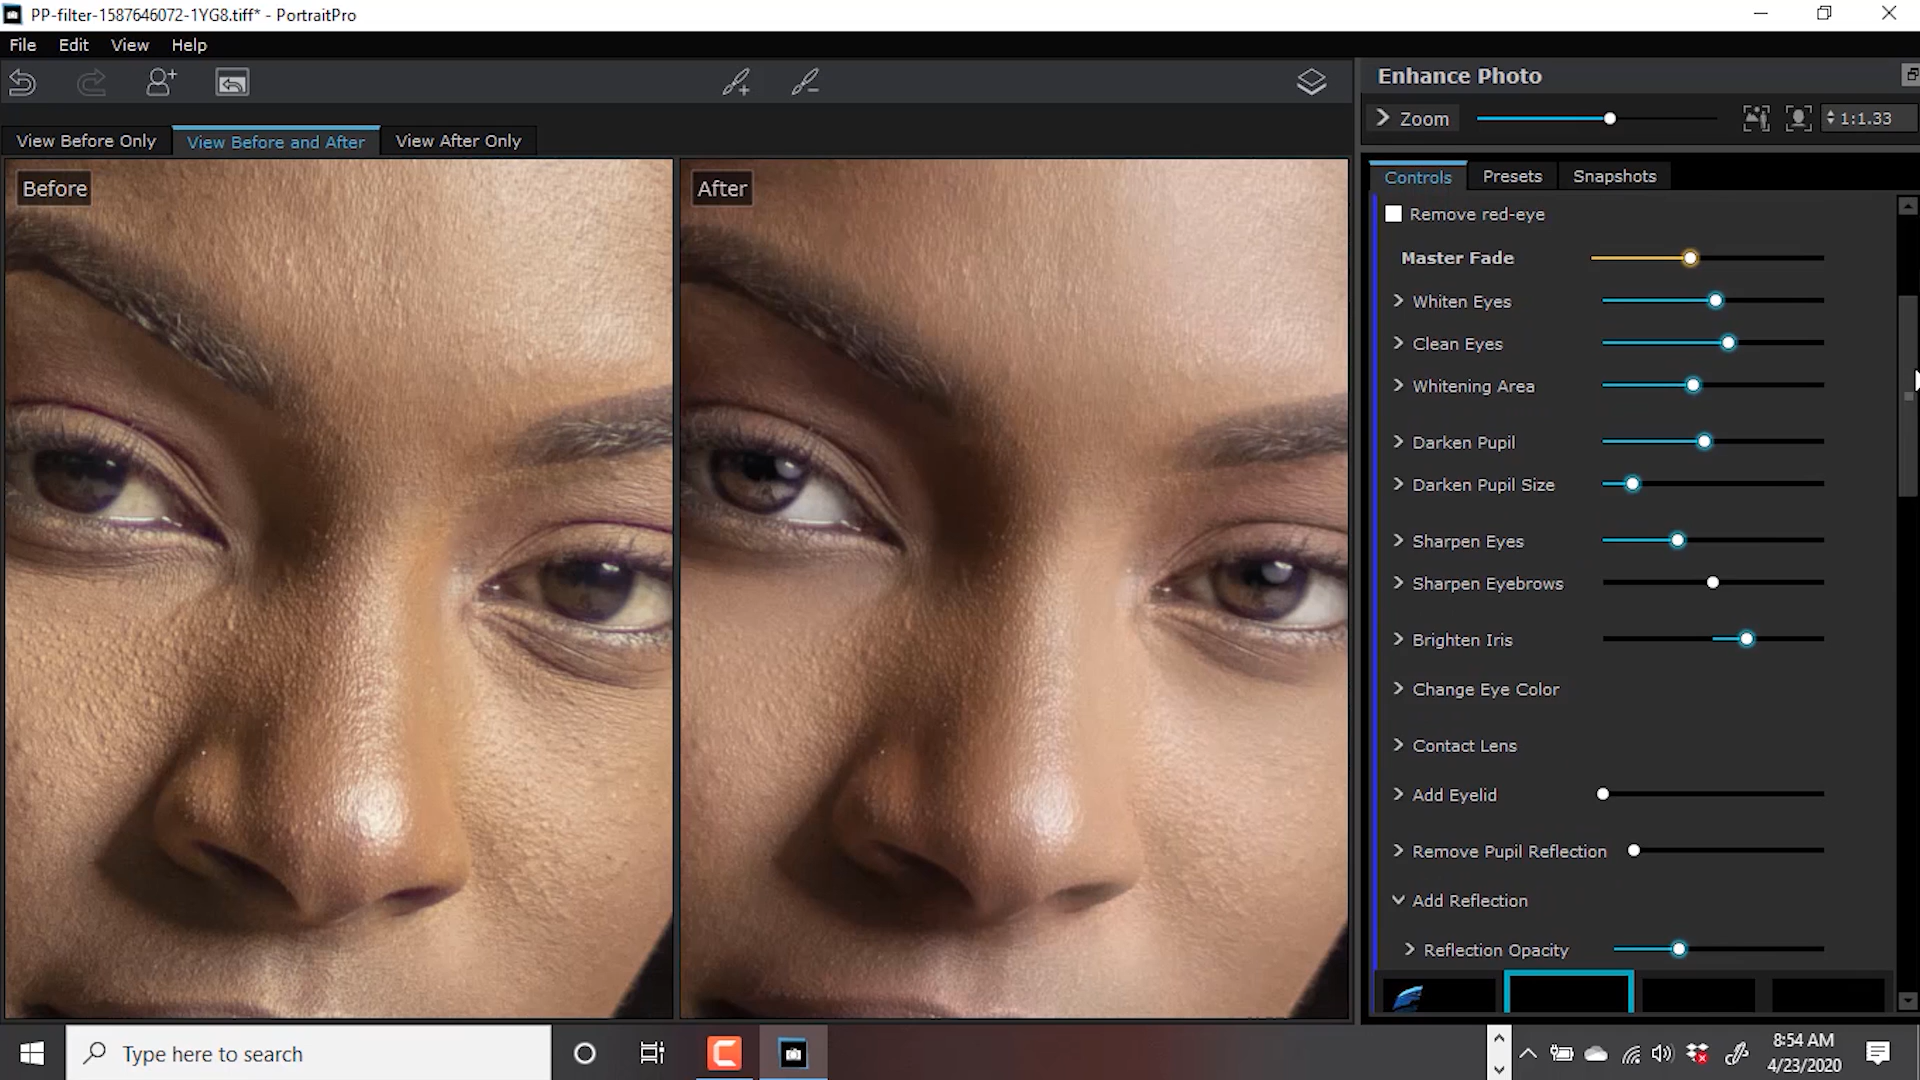 PP-filter-1587646072-1YG8.tiff* - PortraitPro
File Edit View Help
Enhance Photo
Zoom 1:1.33
View Before Only View Before and After View After Only
Controls Presets Snapshots
Before
After
Remove red-eye
Master Fade
Whiten Eyes
Clean Eyes
Whitening Area
Darken Pupil
Darken Pupil Size
Sharpen Eyes
Sharpen Eyebrows
Brighten Iris
Change Eye Color
Contact Lens
Add Eyelid
Remove Pupil Reflection
Add Reflection
Reflection Opacity
Type here to search
8:54 AM
4/23/2020